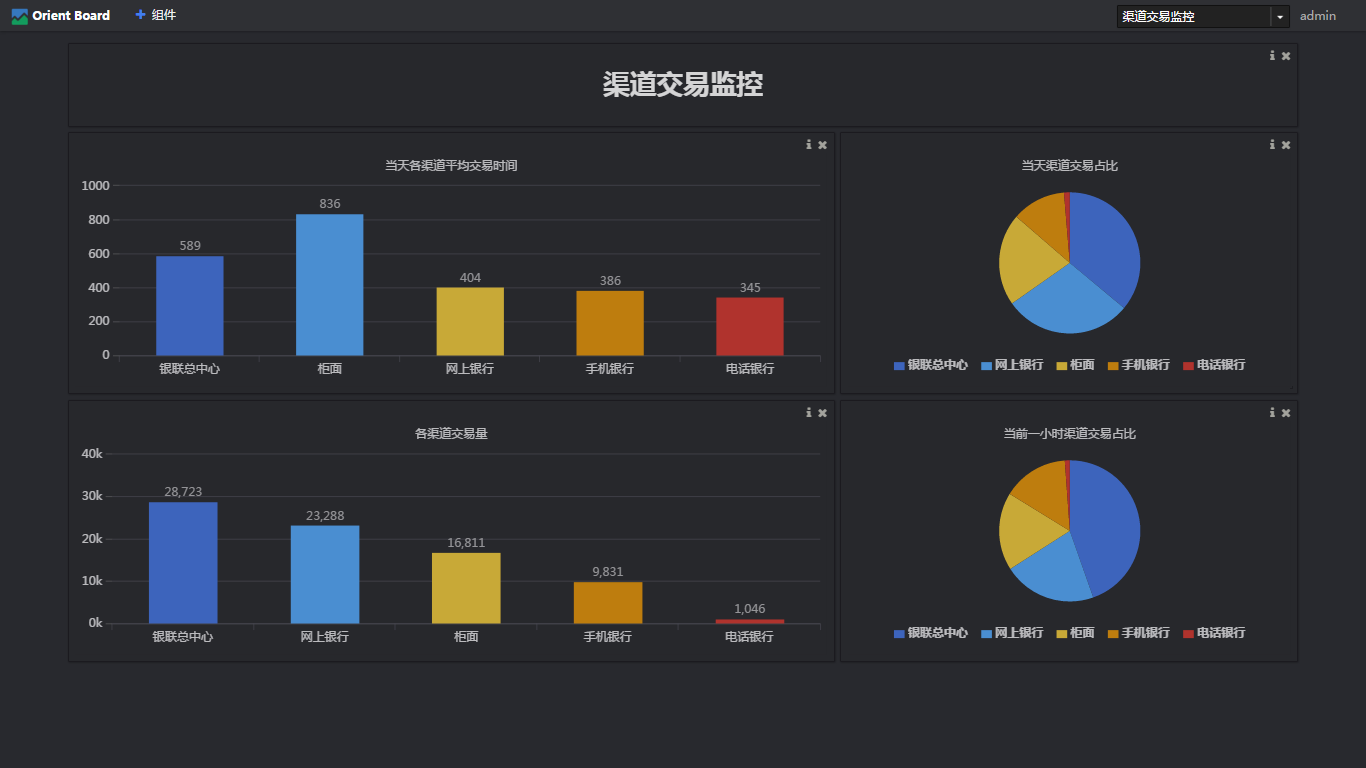 Orient Board
组件
渠道交易监控
admin
渠道交易监控
当天各渠道平均交易时间
1000
800
600
400
200
0
589
836
404
386
345
银联总中心 柜面 网上银行 手机银行 电话银行
当天渠道交易占比
银联总中心 网上银行 柜面 手机银行 电话银行
各渠道交易量
40k
30k
20k
10k
0k
28,723
23,288
16,811
9,831
1,046
银联总中心 网上银行 柜面 手机银行 电话银行
当前一小时渠道交易占比
银联总中心 网上银行 柜面 手机银行 电话银行